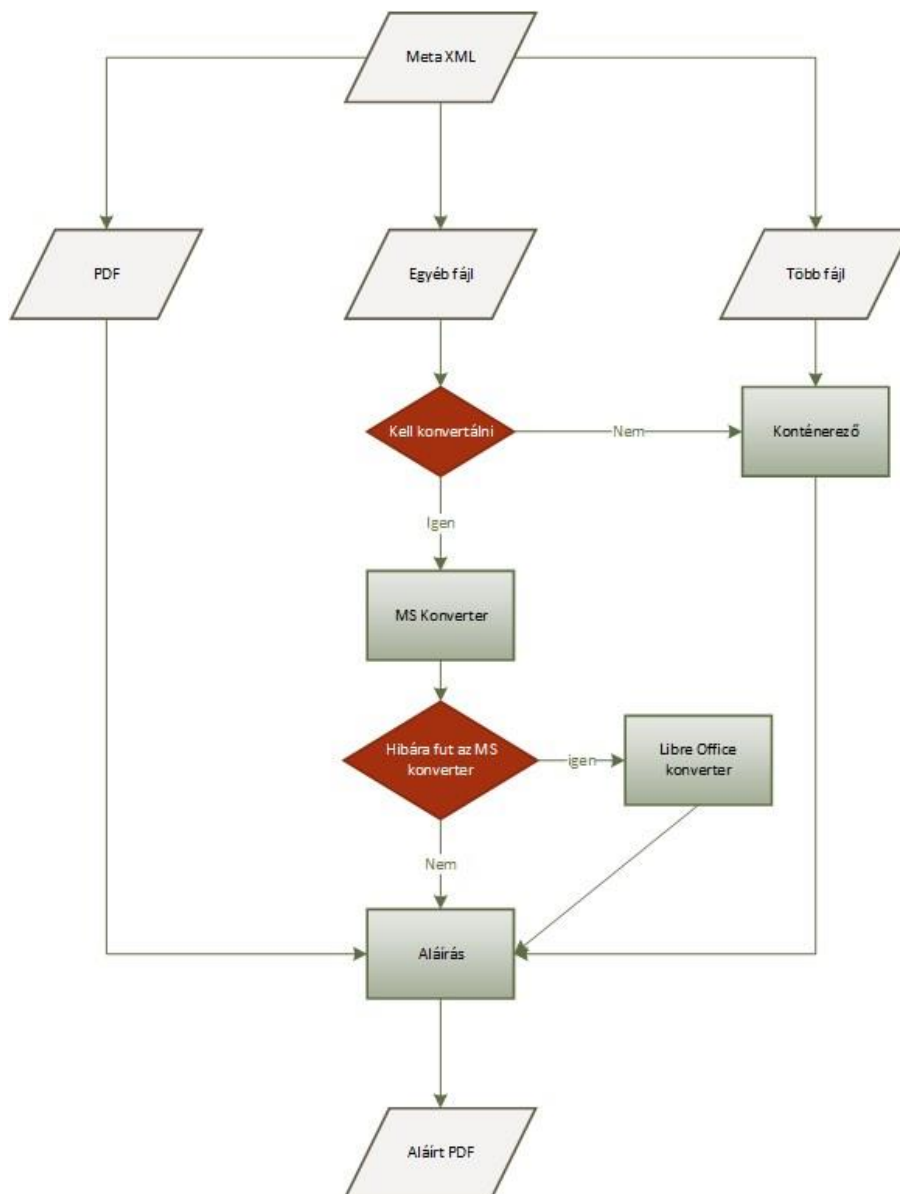 Meta XML
PDF
Egyéb fájl
Több fájl
Kell konvertálni
Nem
Konténerező
Igen
MS Konverter
Hibára fut az MS
konverter
igen
Libre Office
konverter
Nem
Aláírás
Aláírt PDF